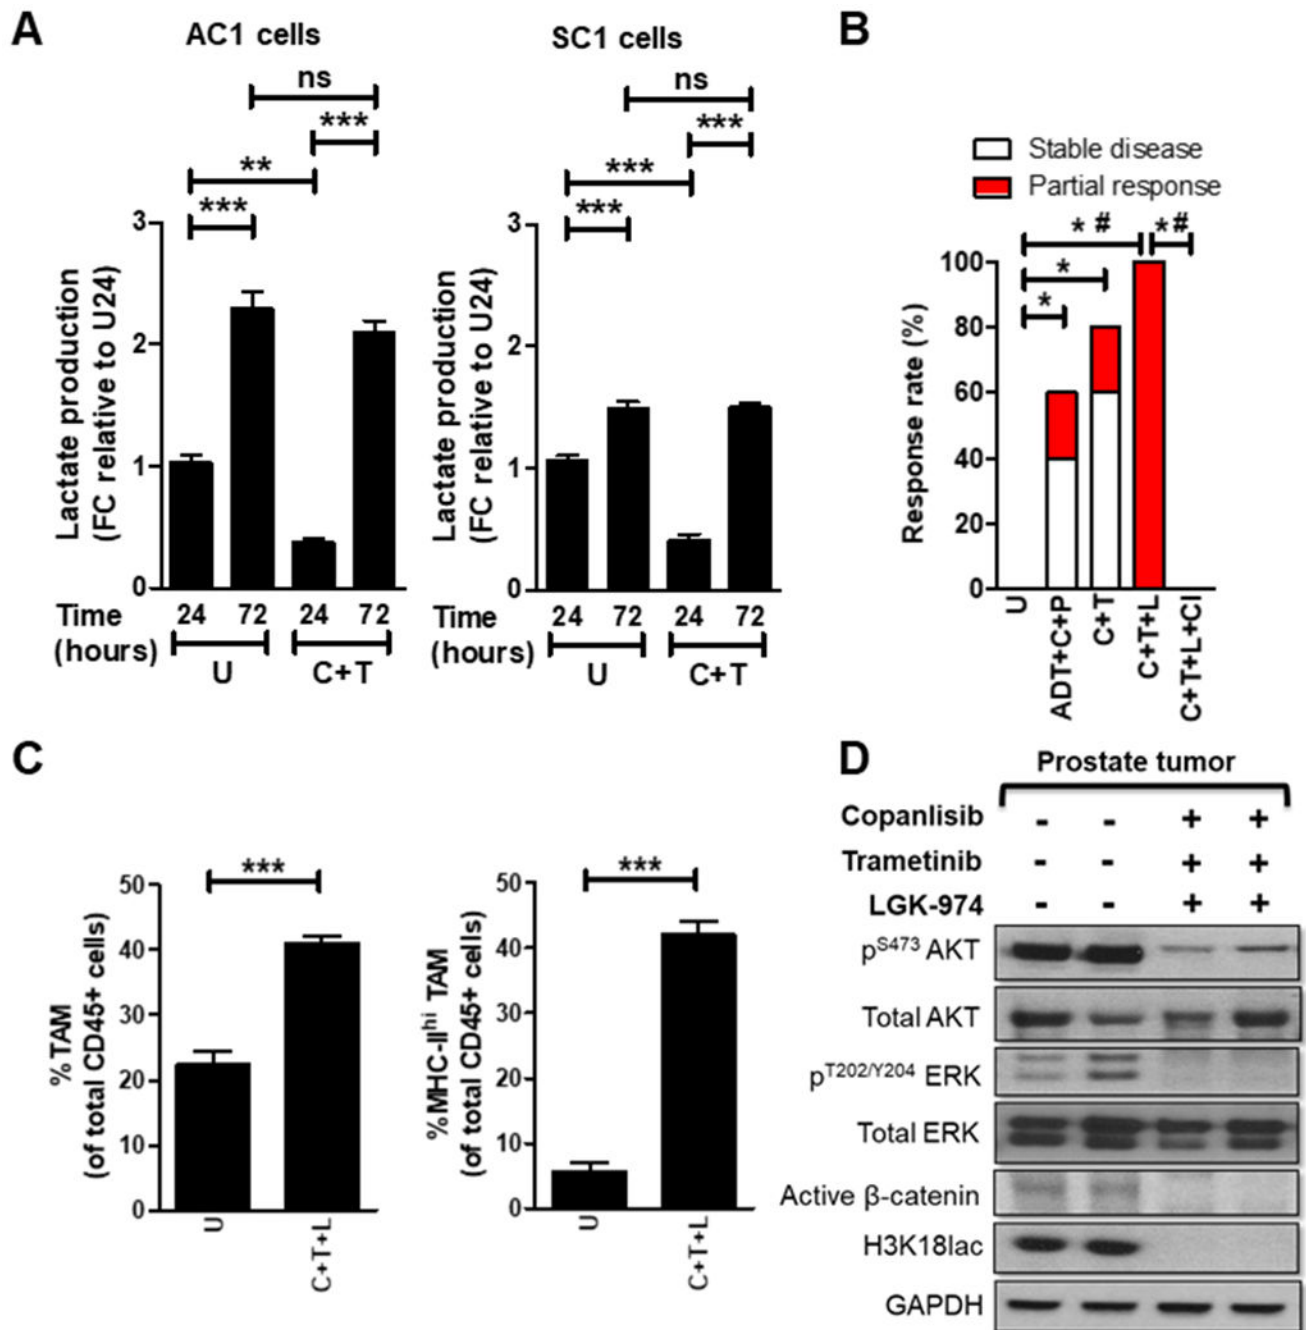 A
AC1 cells
SC1 cells
ns
***
**
***
ns
***
***
***
Lactate production
(FC relative to U24)
3
2
1
0
Time
(hours)
24 72 24 72
U C+T
Lactate production
(FC relative to U24)
3
2
1
0
Time
(hours)
24 72 24 72
U C+T
B
Stable disease
Partial response
* #
* #
*
*
Response rate (%)
100
80
60
40
20
0
U
ADT+C+P
C+T
C+T+L
C+T+L+Cl
C
***
%TAM
(of total CD45+ cells)
50
40
30
20
10
0
U
C+T+L
***
%MHC-IIhi TAM
(of total CD45+ cells)
50
40
30
20
10
0
U
C+T+L
D
Prostate tumor
Copanlisib - - + +
Trametinib - - + +
LGK-974 - - + +
pS473 AKT
Total AKT
pT202/Y204 ERK
Total ERK
Active β-catenin
H3K18lac
GAPDH